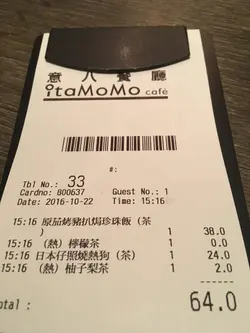 意八餐廳
itaMoMo café
#:
Tbl No.: 33
Cardno: 800637 Guest No.: 1
Date: 2016-10-22 Time: 15:16
15:16 原品烤豬扒焗珍珠飯 (茶) 1 38.0
15:16 (熱) 檸檬茶 1 0.0
15:16 日本仔照燒熱狗 (茶) 1 24.0
15:16 (熱) 柚子梨茶 1 2.0
otal : 64.0